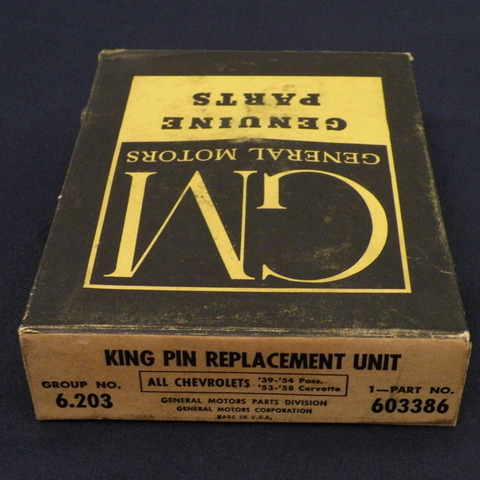 GENUINE
PARTS
GENERAL MOTORS
GM
KING PIN REPLACEMENT UNIT
GROUP NO.
6.203
ALL CHEVROLETS '39-'54 Pass.
'53-'58 Corvette
1—PART NO.
603386
GENERAL MOTORS PARTS DIVISION
GENERAL MOTORS CORPORATION
MADE IN U.S.A.